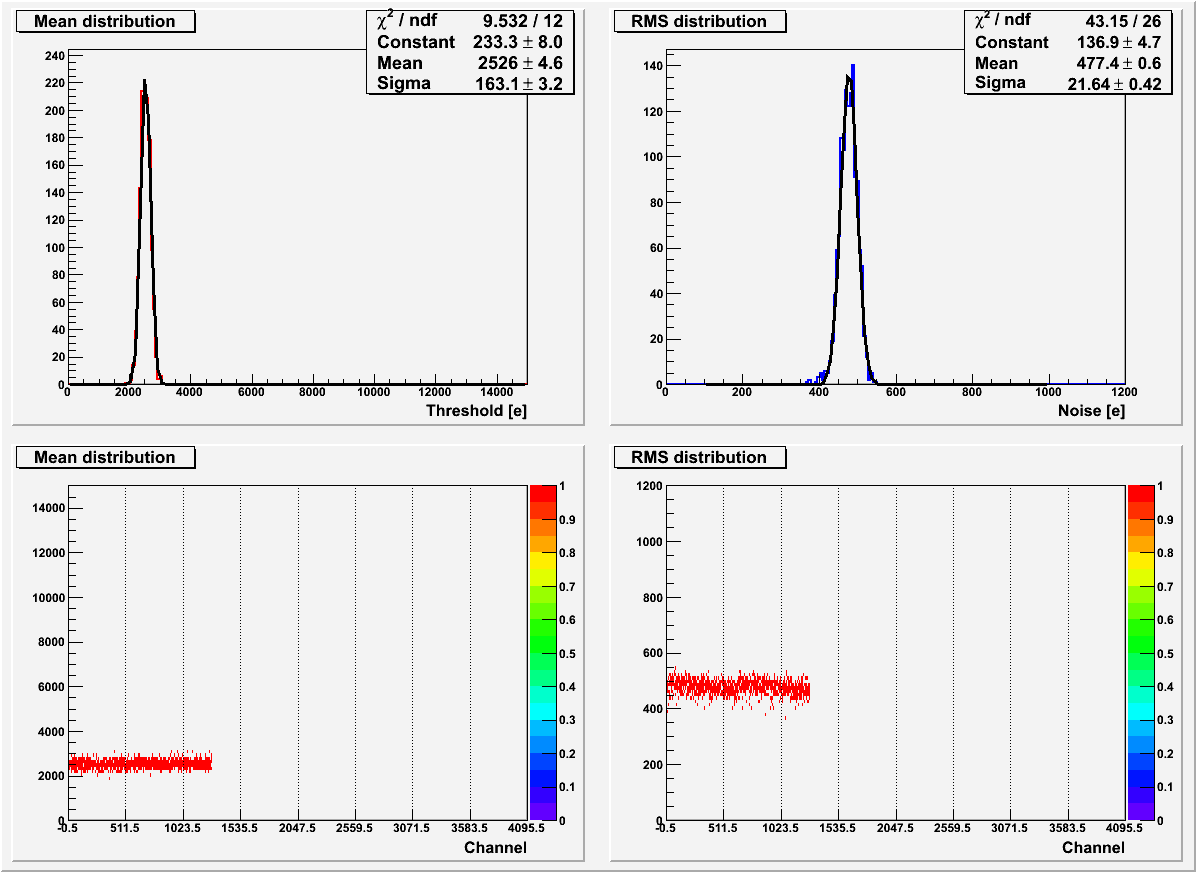 Mean distribution
χ² / ndf 9.532 / 12
Constant 233.3 ± 8.0
Mean 2526 ± 4.6
Sigma 163.1 ± 3.2
240
220
200
180
160
140
120
100
80
60
40
20
0
0 2000 4000 6000 8000 10000 12000 14000
Threshold [e]
RMS distribution
χ² / ndf 43.15 / 26
Constant 136.9 ± 4.7
Mean 477.4 ± 0.6
Sigma 21.64 ± 0.42
140
120
100
80
60
40
20
0
0 200 400 600 800 1000 1200
Noise [e]
Mean distribution
14000
12000
10000
8000
6000
4000
2000
0
-0.5 511.5 1023.5 1535.5 2047.5 2559.5 3071.5 3583.5 4095.5
Channel
1
0.9
0.8
0.7
0.6
0.5
0.4
0.3
0.2
0.1
0
RMS distribution
1200
1000
800
600
400
200
0
-0.5 511.5 1023.5 1535.5 2047.5 2559.5 3071.5 3583.5 4095.5
Channel
1
0.9
0.8
0.7
0.6
0.5
0.4
0.3
0.2
0.1
0